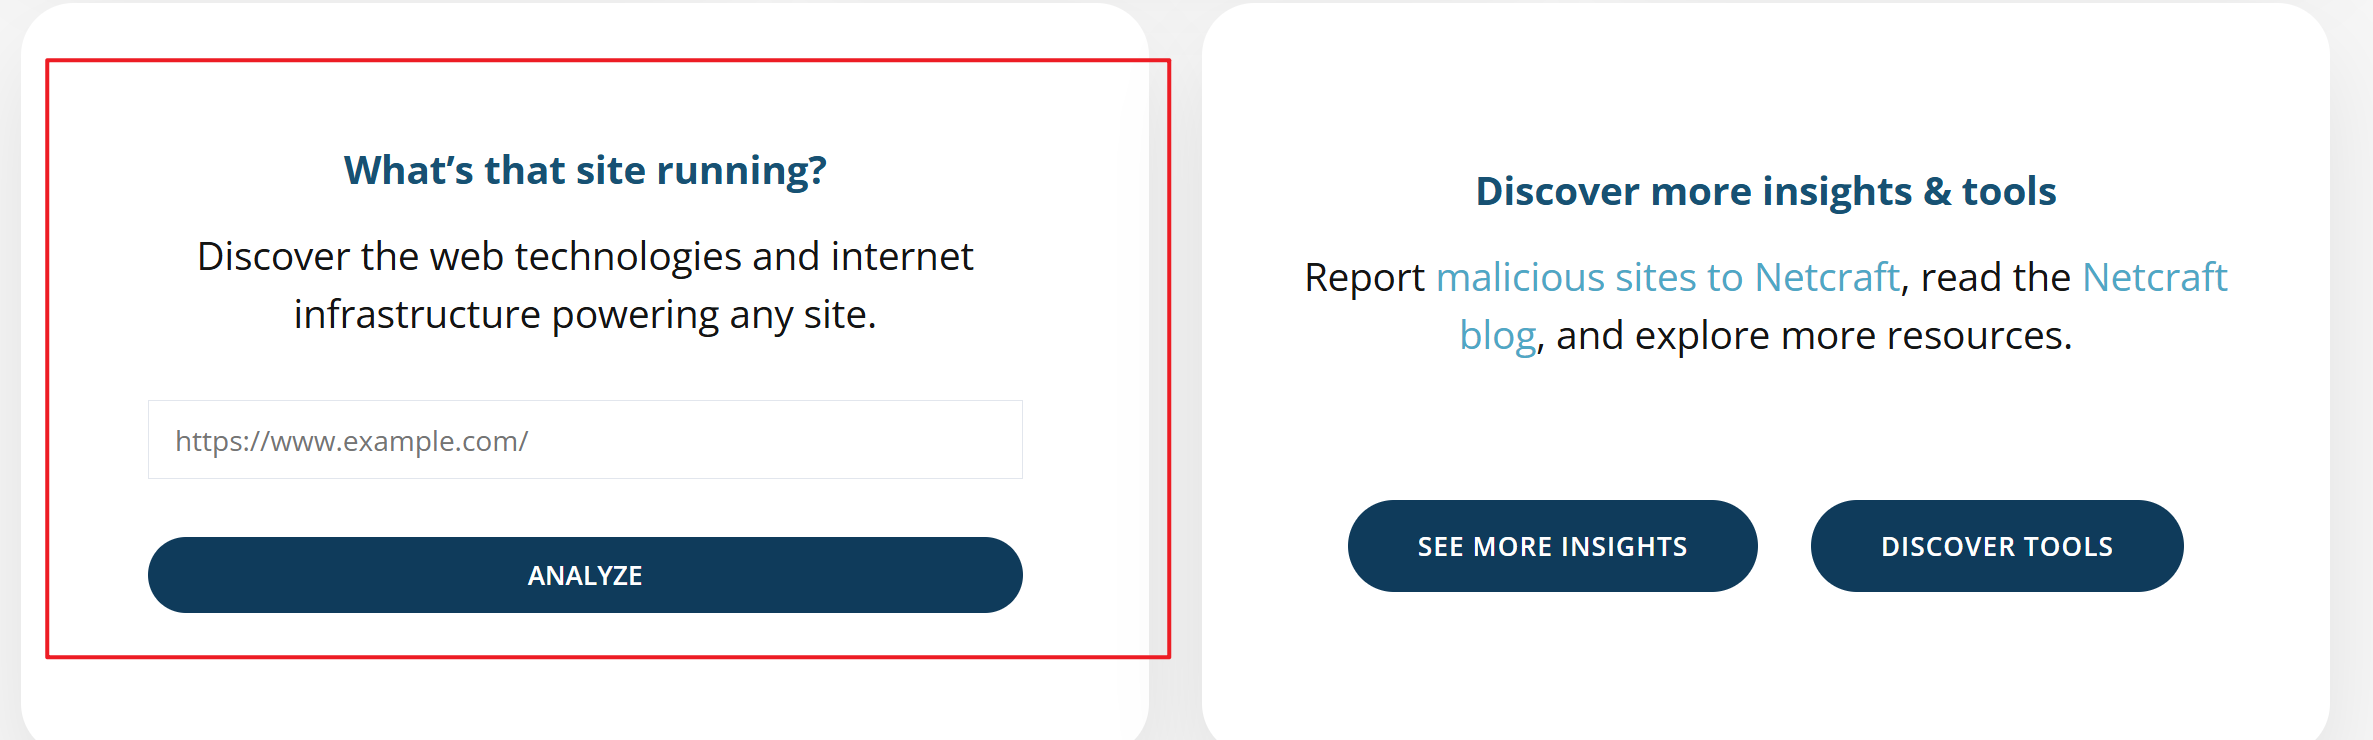 What’s that site running?
Discover the web technologies and internet
infrastructure powering any site.
https://www.example.com/
ANALYZE
Discover more insights & tools
Report malicious sites to Netcraft, read the Netcraft
blog, and explore more resources.
SEE MORE INSIGHTS
DISCOVER TOOLS